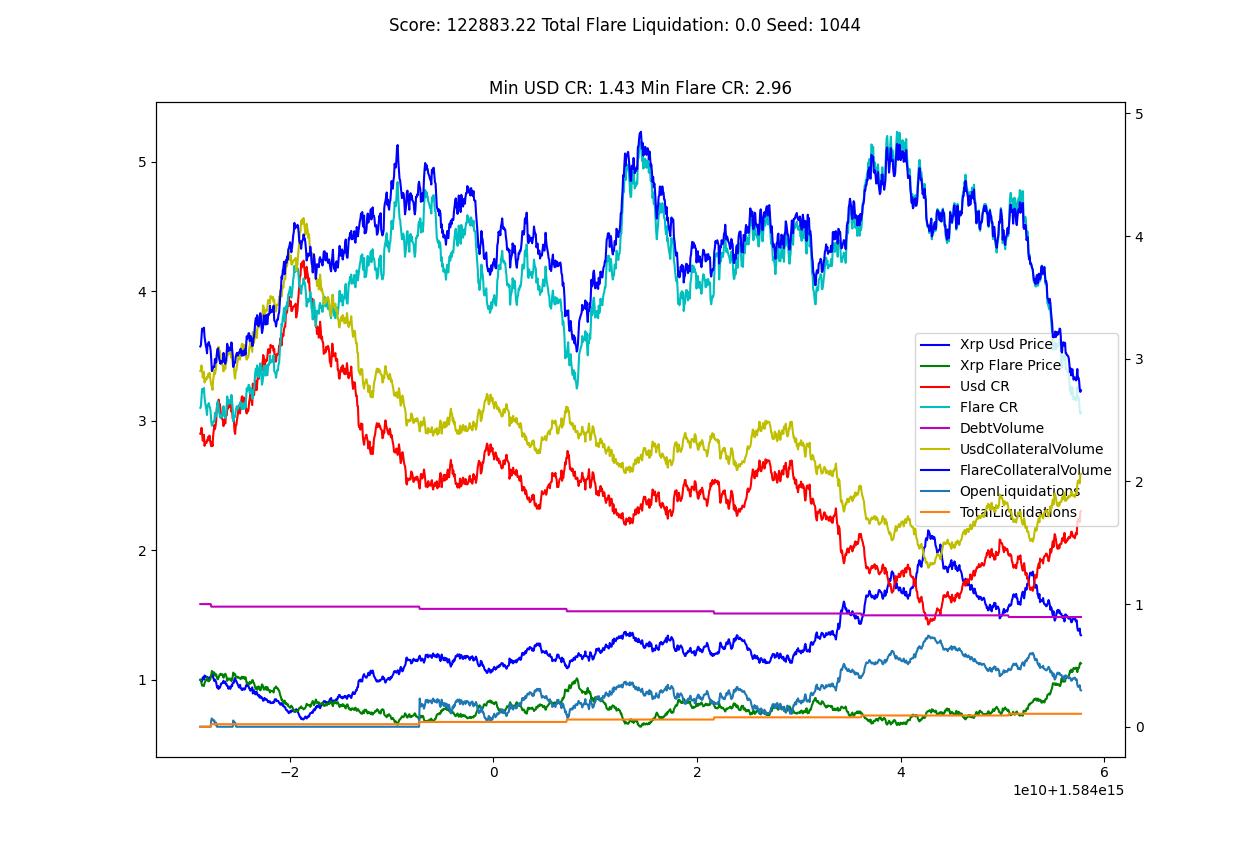 Score: 122883.22 Total Flare Liquidation: 0.0 Seed: 1044
Min USD CR: 1.43 Min Flare CR: 2.96
5
4
3
2
1
5
4
3
2
1
0
Xrp Usd Price
Xrp Flare Price
Usd CR
Flare CR
DebtVolume
UsdCollateralVolume
FlareCollateralVolume
OpenLiquidations
TotalLiquidations
−2
0
2
4
6
1e10+1.584e15